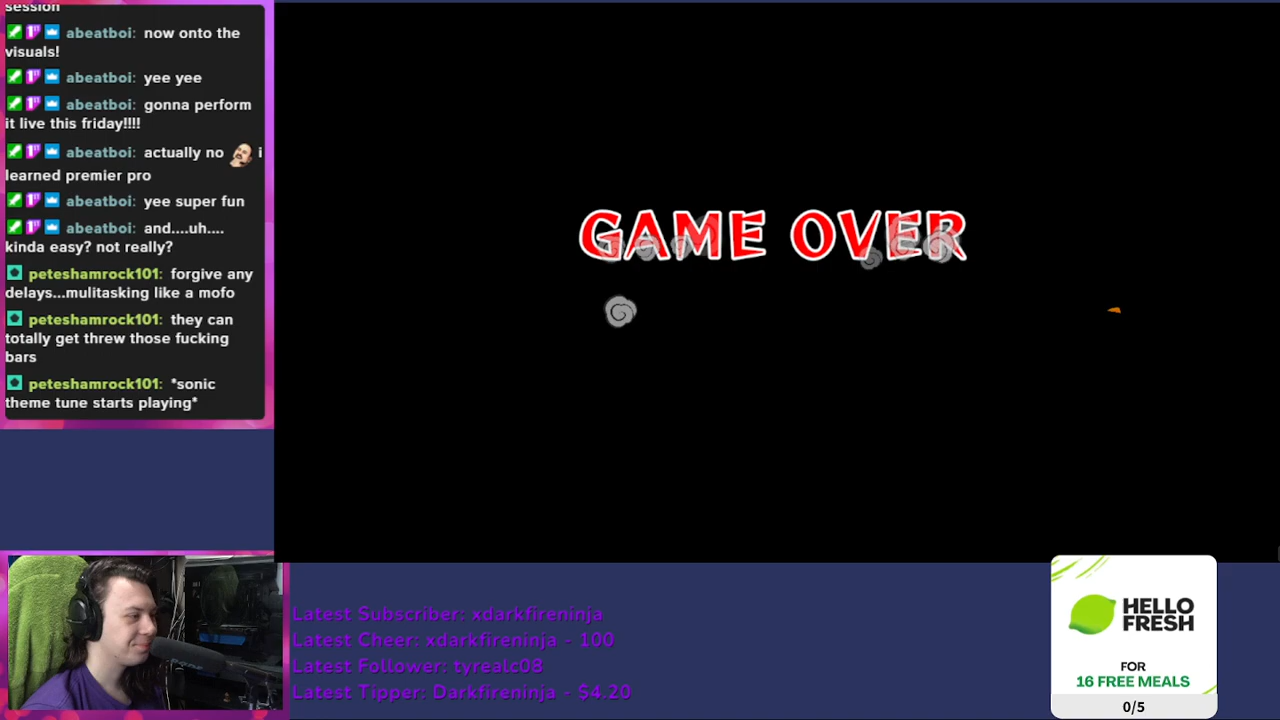 session
abeatboi: now onto the
visuals!
abeatboi: yee yee
abeatboi: gonna perform
it live this friday!!!!
abeatboi: actually no i
learned premier pro
abeatboi: yee super fun
abeatboi: and....uh....
kinda easy? not really?
peteshamrock101: forgive any
delays...mulitasking like a mofo
peteshamrock101: they can
totally get threw those fucking
bars
peteshamrock101: *sonic
theme tune starts playing*
GAME OVER
Latest Subscriber: xdarkfireninja
Latest Cheer: xdarkfireninja - 100
Latest Follower: tyrealc08
Latest Tipper: Darkfireninja - $4.20
HELLO
FRESH
FOR
16 FREE MEALS
0/5